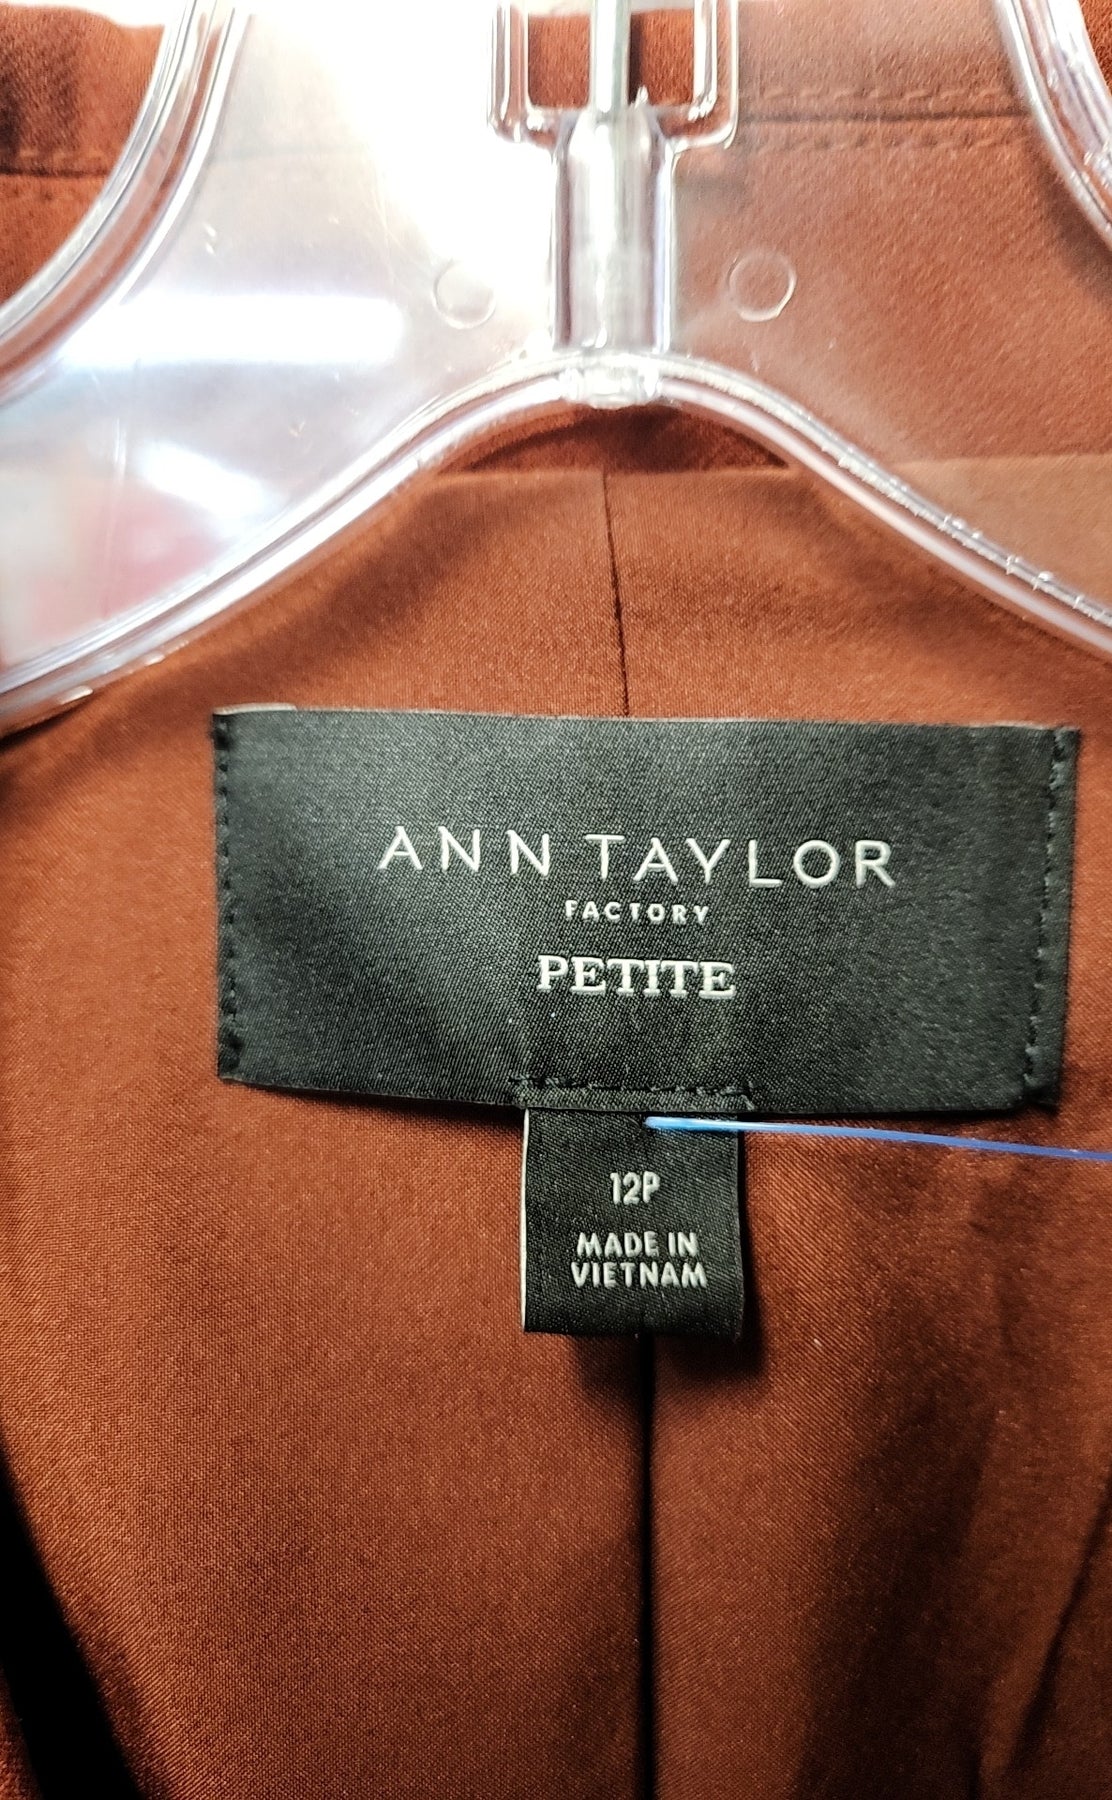 ANN TAYLOR
FACTORY
PETITE
12P
MADE IN
VIETNAM